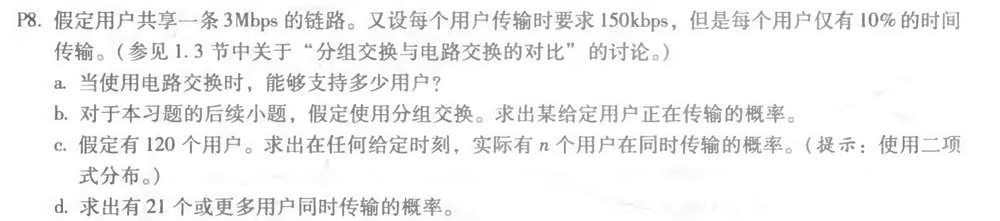 P8. 假定用户共享一条 3Mbps 的链路。又设每个用户传输时要求 150kbps，但是每个用户仅有 10% 的时间
传输。(参见 1.3 节中关于“分组交换与电路交换的对比”的讨论。)
a. 当使用电路交换时，能够支持多少用户?
b. 对于本习题的后续小题，假定使用分组交换。求出某给定用户正在传输的概率。
c. 假定有 120 个用户。求出在任何给定时刻，实际有 n 个用户在同时传输的概率。(提示：使用二项
式分布。)
d. 求出有 21 个或更多用户同时传输的概率。